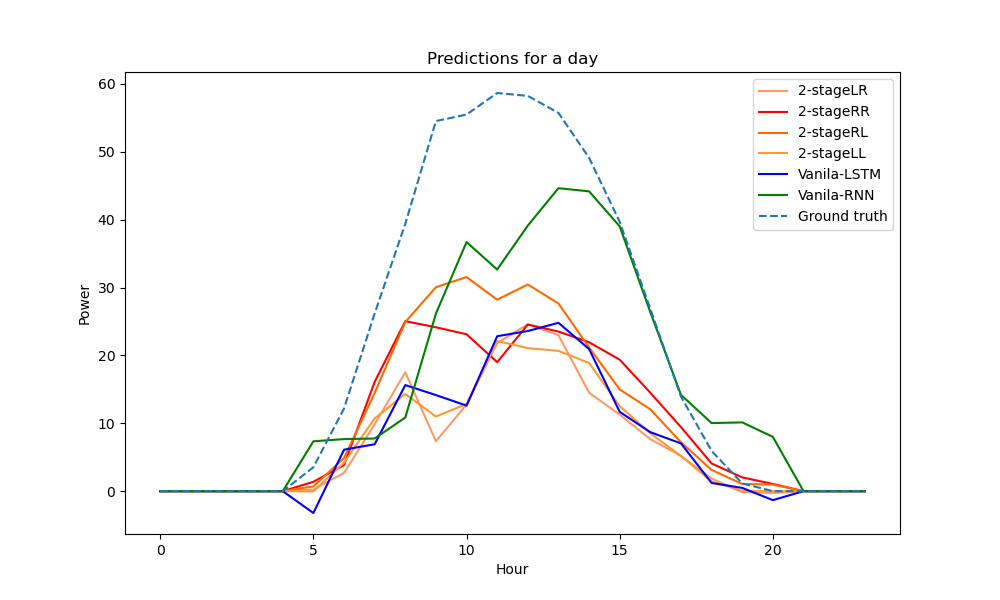 Predictions for a day
60
50
40
30
20
10
0
Power
0 5 10 15 20
Hour
2-stageLR
2-stageRR
2-stageRL
2-stageLL
Vanila-LSTM
Vanila-RNN
Ground truth